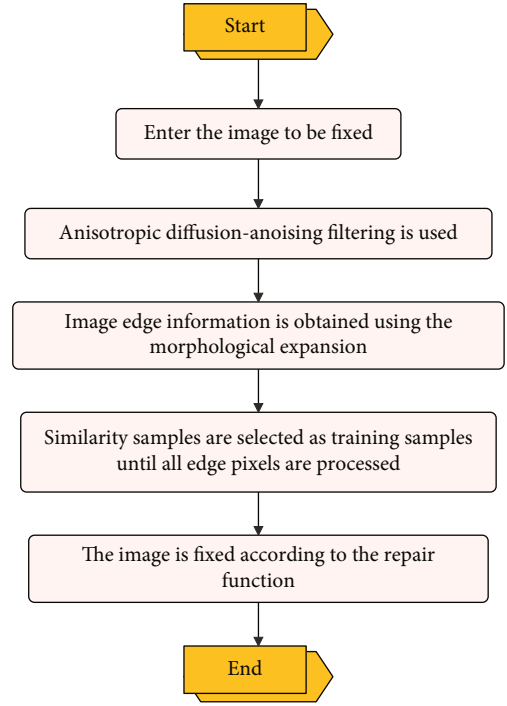 Start
Enter the image to be fixed
Anisotropic diffusion-anoising filtering is used
Image edge information is obtained using the
morphological expansion
Similarity samples are selected as training samples
until all edge pixels are processed
The image is fixed according to the repair
function
End